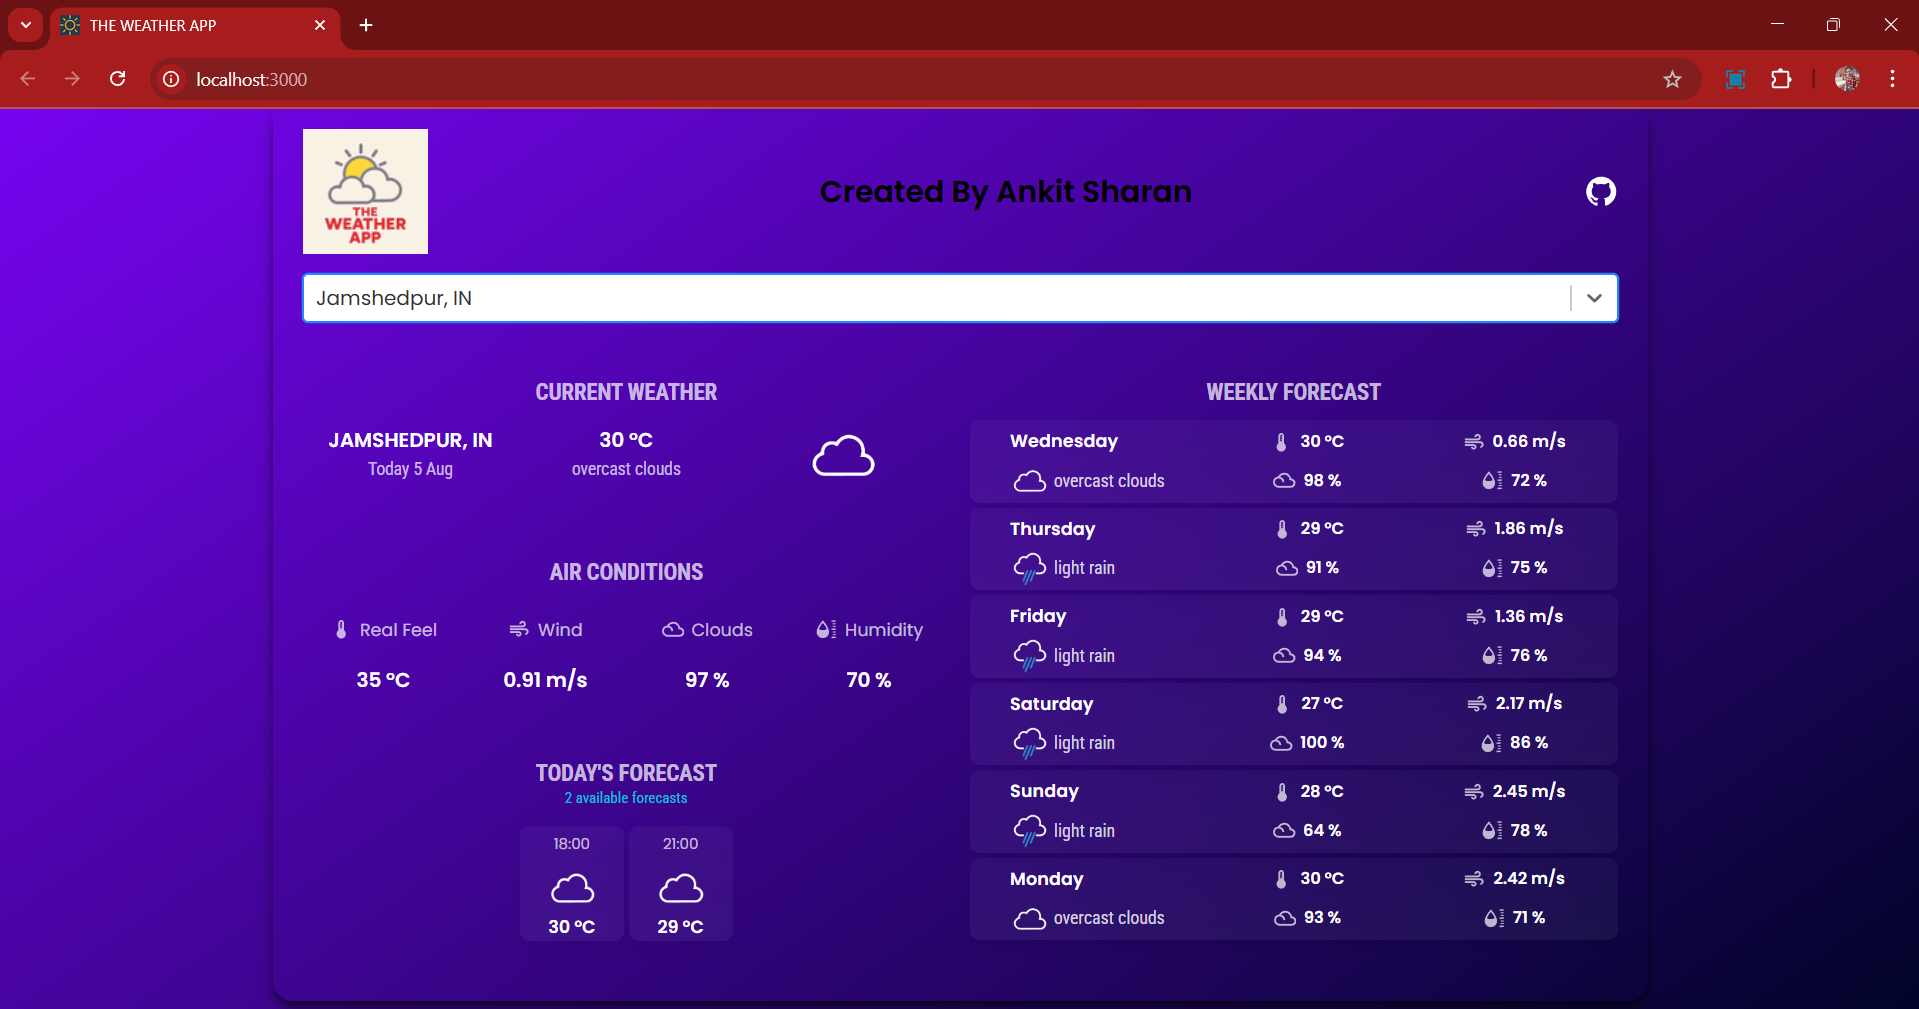 THE WEATHER APP
localhost:3000
THE
WEATHER
APP
Created By Ankit Sharan
Jamshedpur, IN
CURRENT WEATHER
JAMSHEDPUR, IN
Today 5 Aug
30 °C
overcast clouds
AIR CONDITIONS
Real Feel
Wind
Clouds
Humidity
35 °C
0.91 m/s
97 %
70 %
TODAY'S FORECAST
2 available forecasts
18:00
21:00
30 °C
29 °C
WEEKLY FORECAST
Wednesday
30 °C
0.66 m/s
overcast clouds
98 %
72 %
Thursday
29 °C
1.86 m/s
light rain
91 %
75 %
Friday
29 °C
1.36 m/s
light rain
94 %
76 %
Saturday
27 °C
2.17 m/s
light rain
100 %
86 %
Sunday
28 °C
2.45 m/s
light rain
64 %
78 %
Monday
30 °C
2.42 m/s
overcast clouds
93 %
71 %